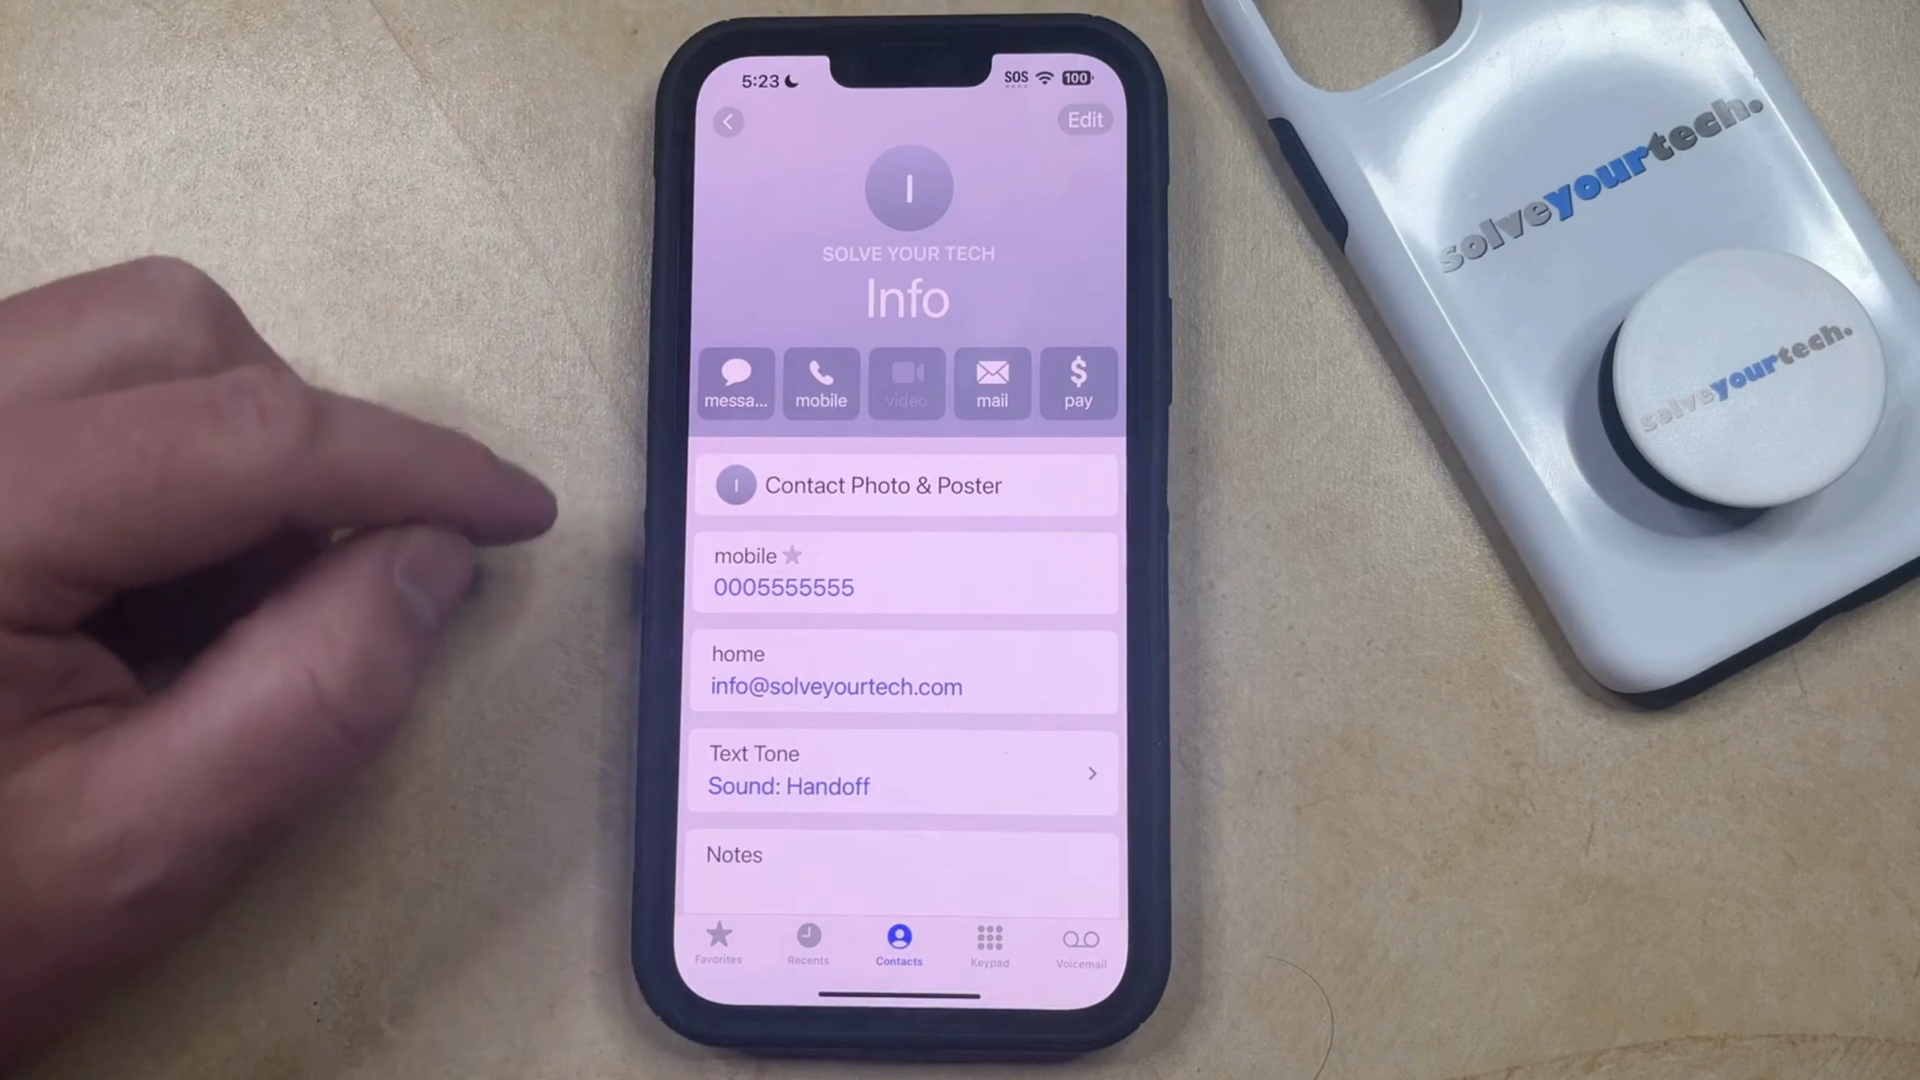 5:23
SOS
100
Edit
I
SOLVE YOUR TECH
Info
messa...
mobile
video
mail
$
pay
I
Contact Photo & Poster
mobile
0005555555
home
info@solveyourtech.com
Text Tone
Sound: Handoff
Notes
Favorites
Recents
Contacts
Keypad
Voicemail
solveyourtech.
solveyourtech.